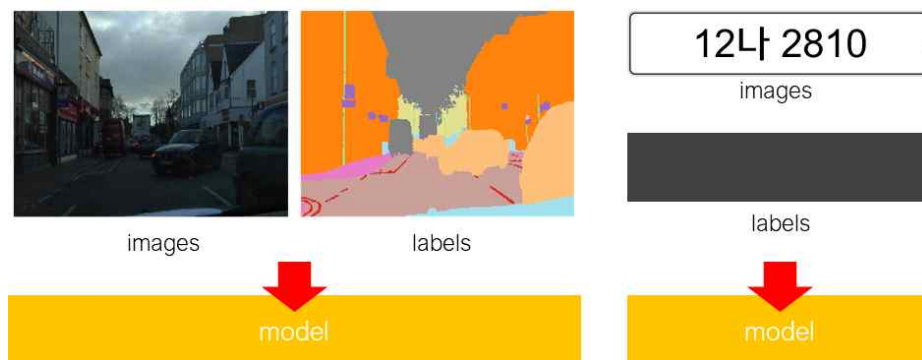 images
labels
model
12나 2810
images
labels
model